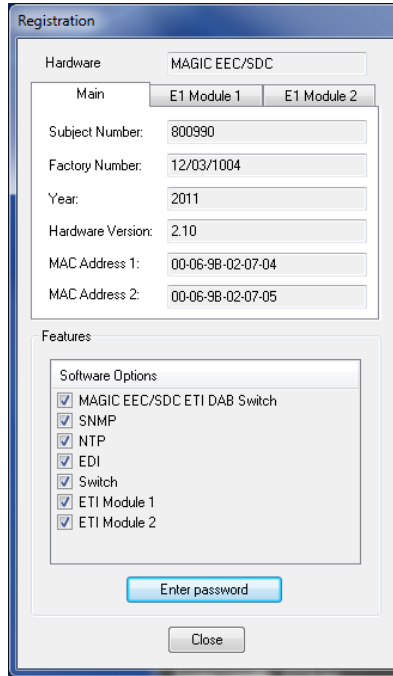 Registration
Hardware MAGIC EEC/SDC
Main E1 Module 1 E1 Module 2
Subject Number: 800990
Factory Number: 12/03/1004
Year: 2011
Hardware Version: 2.10
MAC Address 1: 00-06-9B-02-07-04
MAC Address 2: 00-06-9B-02-07-05
Features
Software Options
MAGIC EEC/SDC ETI DAB Switch
SNMP
NTP
EDI
Switch
ETI Module 1
ETI Module 2
Enter password
Close